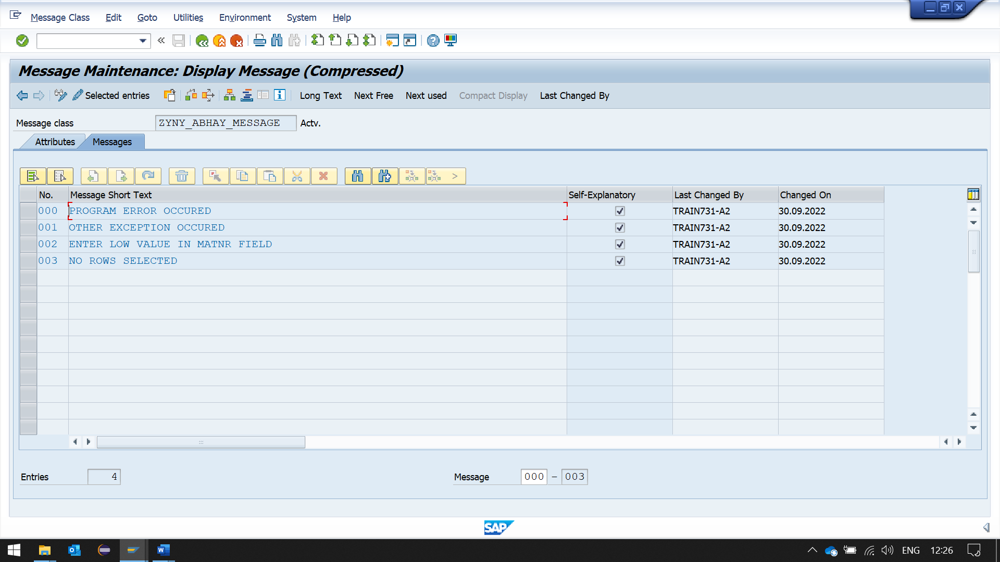 Message Class Edit Goto Utilities Environment System Help
Message Maintenance: Display Message (Compressed)
Selected entries Long Text Next Free Next used Compact Display Last Changed By
Message class ZYNY_ABHAY_MESSAGE Actv.
Attributes Messages
No. Message Short Text Self-Explanatory Last Changed By Changed On
000 PROGRAM ERROR OCCURED TRAIN731-A2 30.09.2022
001 OTHER EXCEPTION OCCURED TRAIN731-A2 30.09.2022
002 ENTER LOW VALUE IN MATNR FIELD TRAIN731-A2 30.09.2022
003 NO ROWS SELECTED TRAIN731-A2 30.09.2022
Entries 4 Message 000 - 003
SAP
ENG 12:26